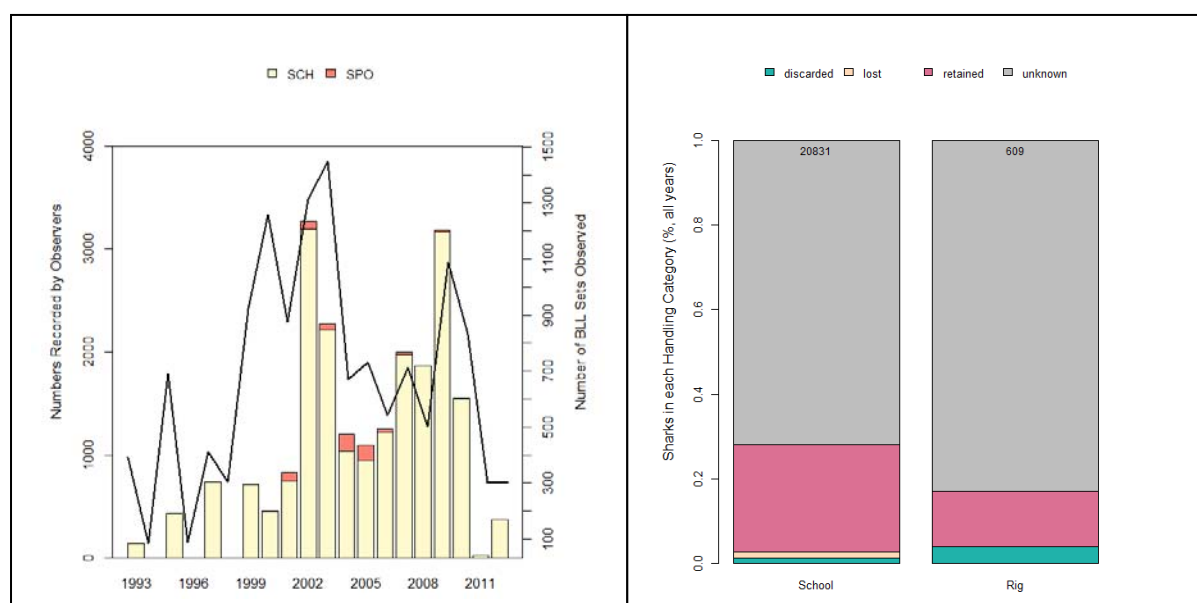 SCH SPO
Numbers Recorded by Observers
4000
3000
2000
1000
0
1500
1300
1100
900
700
500
300
100
Number of BLL Sets Observed
1993 1996 1999 2002 2005 2008 2011
discarded lost retained unknown
Sharks in each Handling Category (%, all years)
1.0
0.8
0.6
0.4
0.2
0.0
20831 609
School Rig